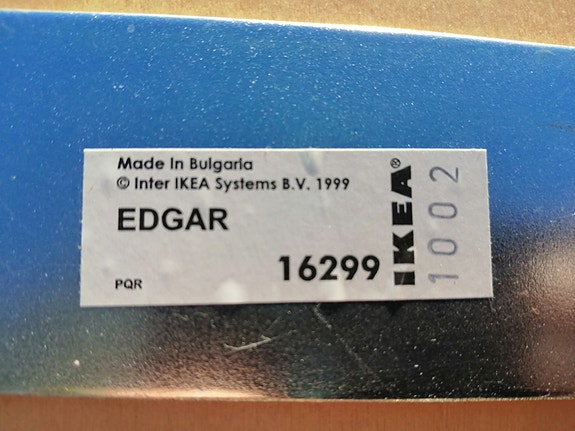 Made In Bulgaria
© Inter IKEA Systems B.V. 1999
EDGAR
16299
PQR
IKEA®
1002